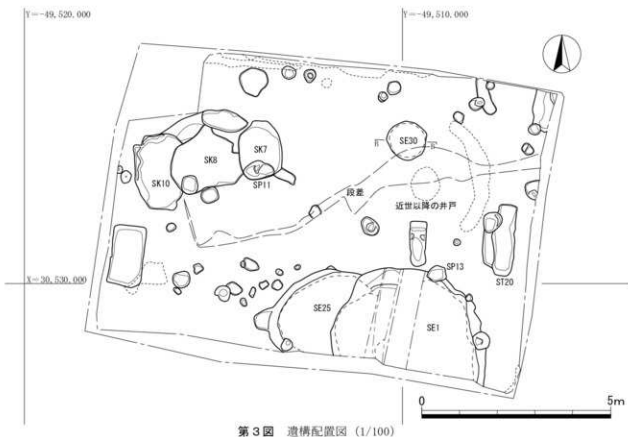 Y=-49,520.000
Y=-49,510.000
SE30
SK7
SK8
SK10
SP11
段差
近世以降の井戸
SP13
ST20
X=30,530.000
SE25
SE1
0
5m
第3図 遺構配置図 (1/100)